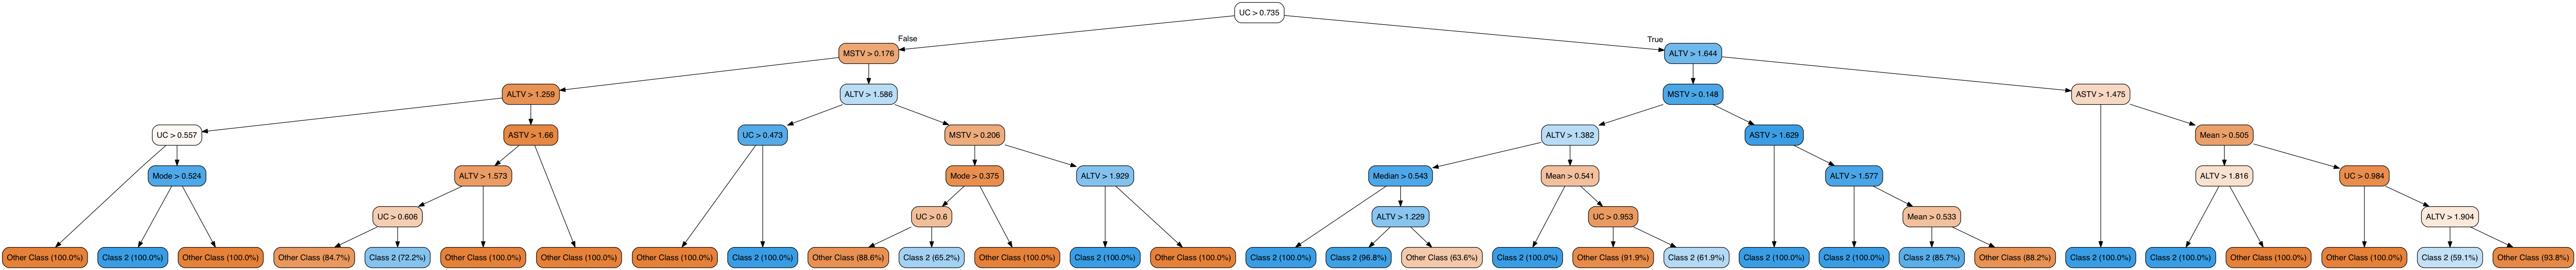 UC > 0.735
False
True
MSTV > 0.176
ALTV > 1.644
ALTV > 1.259
ALTV > 1.586
MSTV > 0.148
ASTV > 1.475
UC > 0.557
ASTV > 1.66
UC > 0.473
MSTV > 0.206
ALTV > 1.382
ASTV > 1.629
Mean > 0.505
Mode > 0.524
ALTV > 1.573
Mode > 0.375
ALTV > 1.929
Median > 0.543
Mean > 0.541
ALTV > 1.577
ALTV > 1.816
UC > 0.984
UC > 0.606
UC > 0.6
ALTV > 1.229
UC > 0.953
Mean > 0.533
ALTV > 1.904
Other Class (100.0%)
Class 2 (100.0%)
Other Class (100.0%)
Other Class (84.7%)
Class 2 (72.2%)
Other Class (100.0%)
Other Class (100.0%)
Other Class (100.0%)
Class 2 (100.0%)
Other Class (88.6%)
Class 2 (65.2%)
Other Class (100.0%)
Class 2 (100.0%)
Other Class (100.0%)
Class 2 (100.0%)
Class 2 (96.8%)
Other Class (63.6%)
Class 2 (100.0%)
Other Class (91.9%)
Class 2 (61.9%)
Class 2 (100.0%)
Class 2 (100.0%)
Class 2 (85.7%)
Other Class (88.2%)
Class 2 (100.0%)
Class 2 (100.0%)
Other Class (100.0%)
Other Class (100.0%)
Class 2 (59.1%)
Other Class (93.8%)